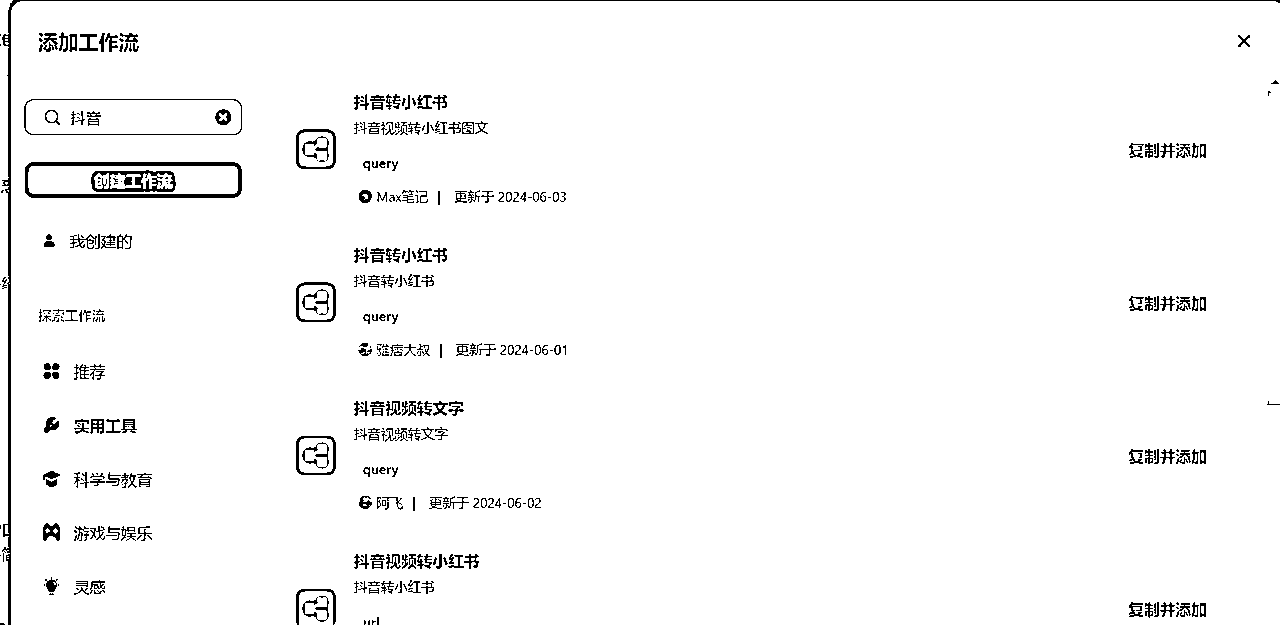 添加工作流
抖音
创建工作流
我创建的
探索工作流
推荐
实用工具
科学与教育
游戏与娱乐
灵感
抖音转小红书
抖音视频转小红书图文
query
Max笔记 | 更新于 2024-06-03
复制并添加
抖音转小红书
抖音转小红书
query
雅痞大叔 | 更新于 2024-06-01
复制并添加
抖音视频转文字
抖音视频转文字
query
阿飞 | 更新于 2024-06-02
复制并添加
抖音视频转小红书
抖音转小红书
url
复制并添加